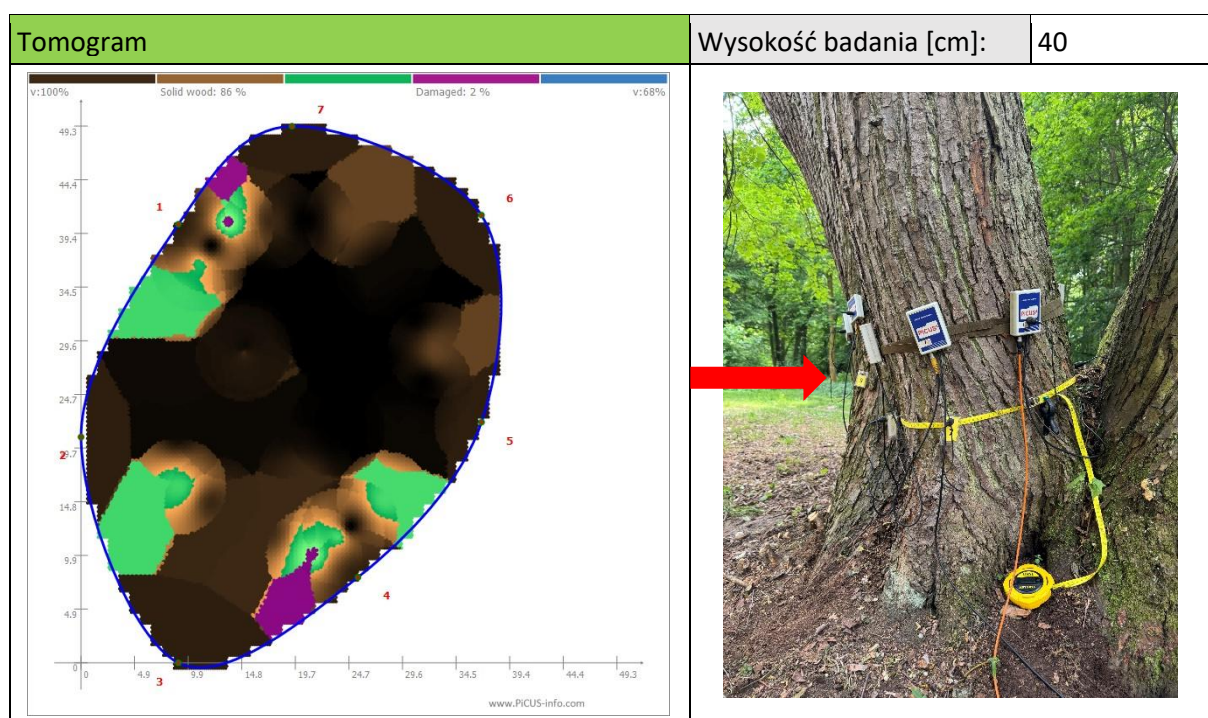 Tomogram
Wysokość badania [cm]: 40
v:100% Solid wood: 86 % Damaged: 2 % v:68%
7
49.3
6
44.4
1
39.4
34.5
29.6
24.7
5
2
14.8
9.9
4
4.9
0
0 4.9 9.9 14.8 19.7 24.7 29.6 34.5 39.4 44.4 49.3
3
www.PiCUS-info.com
PiCUS
PiCUS